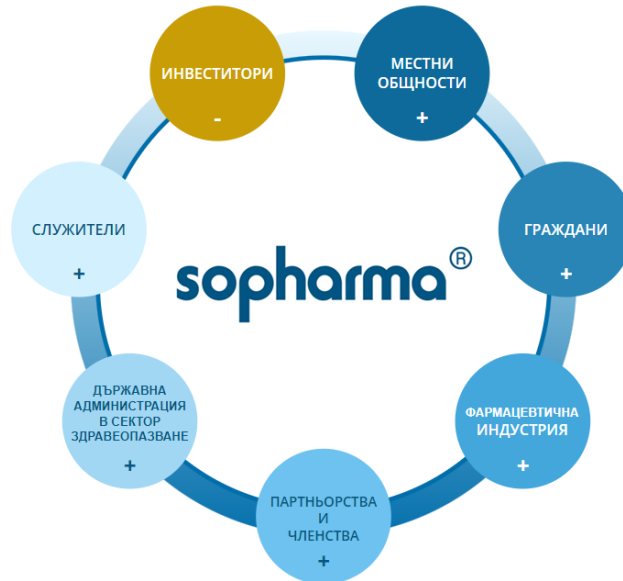 ИНВЕСТИТОРИ
-
МЕСТНИ
ОБЩНОСТИ
+
СЛУЖИТЕЛИ
+
ГРАЖДАНИ
+
sopharma®
ДЪРЖАВНА
АДМИНИСТРАЦИЯ
В СЕКТОР
ЗДРАВЕОПАЗВАНЕ
+
ФАРМАЦЕВТИЧНА
ИНДУСТРИЯ
+
ПАРТНЬОРСТВА
И
ЧЛЕНСТВА
+